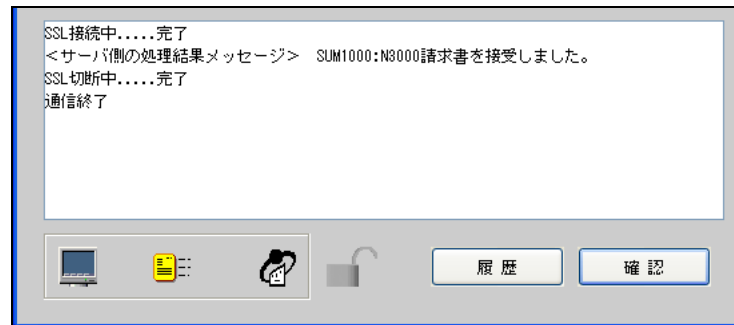 SSL接続中.....完了
<サーバ側の処理結果メッセージ>　SUM1000:N3000請求書を接受しました。
SSL切断中.....完了
通信終了
履 歴
確 認